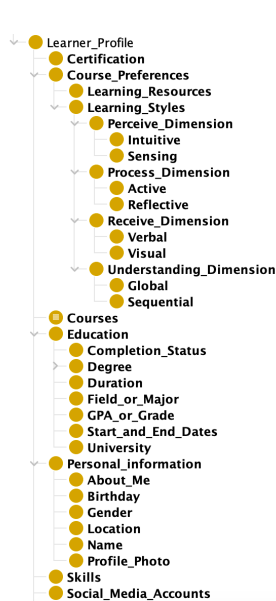 Learner_Profile
Certification
Course_Preferences
Learning_Resources
Learning_Styles
Perceive_Dimension
Intuitive
Sensing
Process_Dimension
Active
Reflective
Receive_Dimension
Verbal
Visual
Understanding_Dimension
Global
Sequential
Courses
Education
Completion_Status
Degree
Duration
Field_or_Major
GPA_or_Grade
Start_and_End_Dates
University
Personal_information
About_Me
Birthday
Gender
Location
Name
Profile_Photo
Skills
Social_Media_Accounts